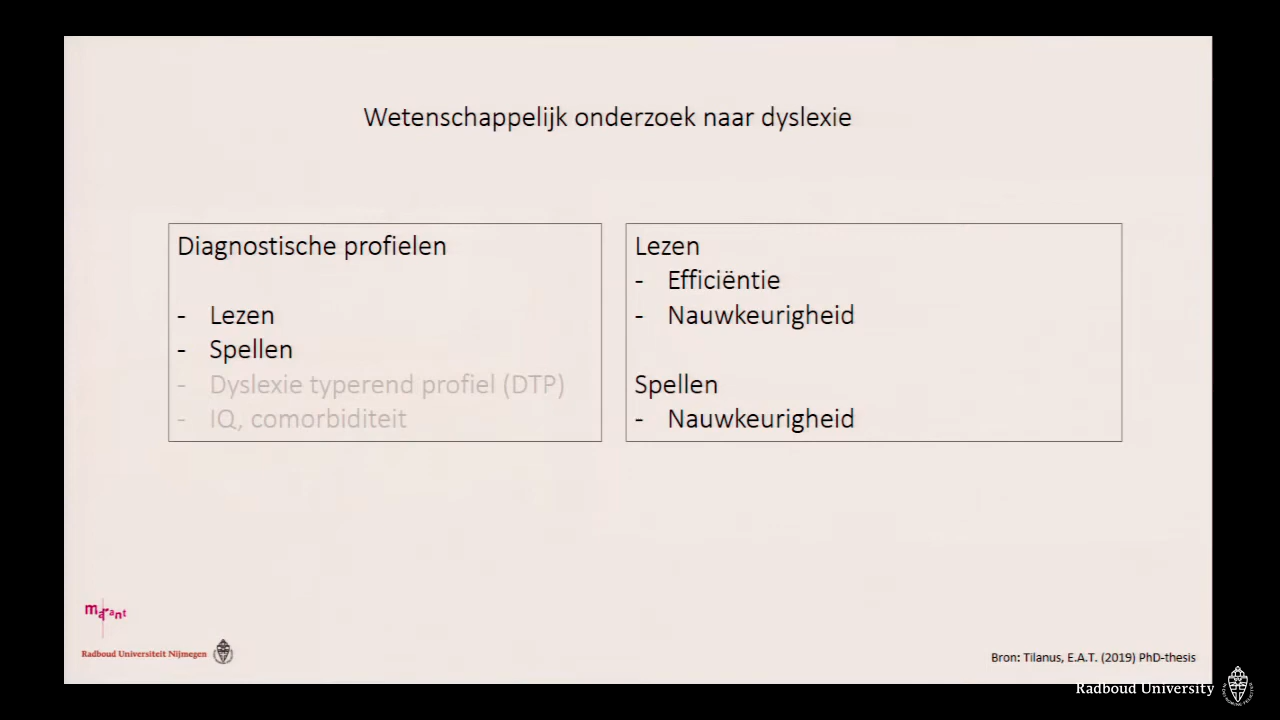 Wetenschappelijk onderzoek naar dyslexie
Diagnostische profielen
- Lezen
- Spellen
- Dyslexie typerend profiel (DTP)
- IQ, comorbiditeit
Lezen
- Efficiëntie
- Nauwkeurigheid
Spellen
- Nauwkeurigheid
marant
Radboud Universiteit Nijmegen
Bron: Tilanus, E.A.T. (2019) PhD-thesis
Radboud University